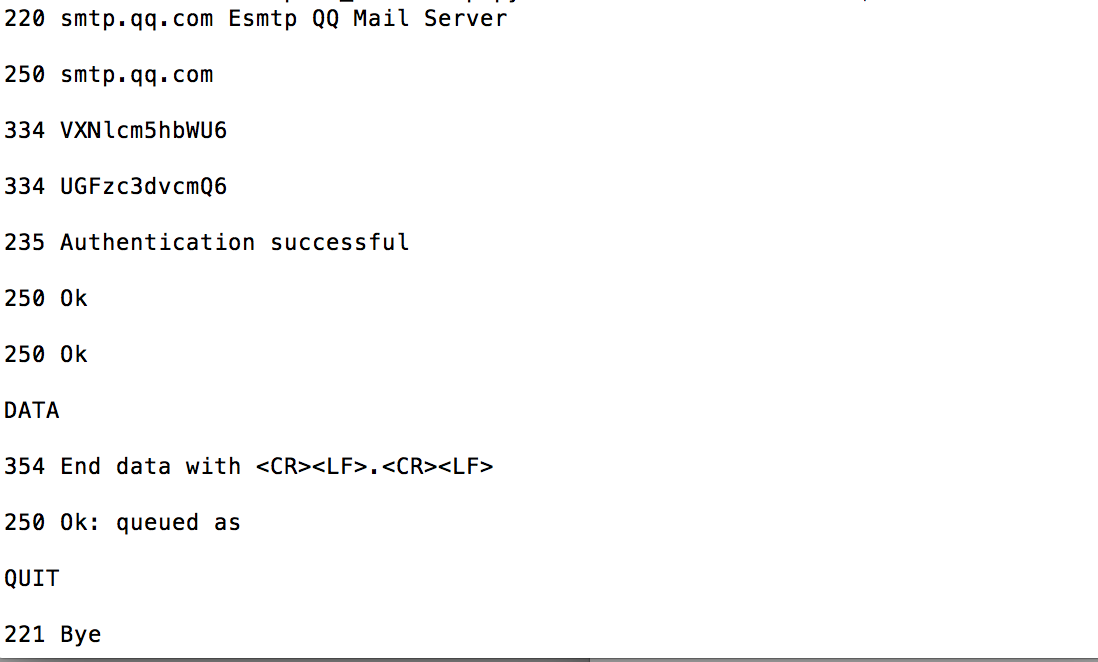 220 smtp.qq.com Esmtp QQ Mail Server
250 smtp.qq.com
334 VXNlcm5hbWU6
334 UGFzc3dvcmQ6
235 Authentication successful
250 Ok
250 Ok
DATA
354 End data with <CR><LF>.<CR><LF>
250 Ok: queued as
QUIT
221 Bye